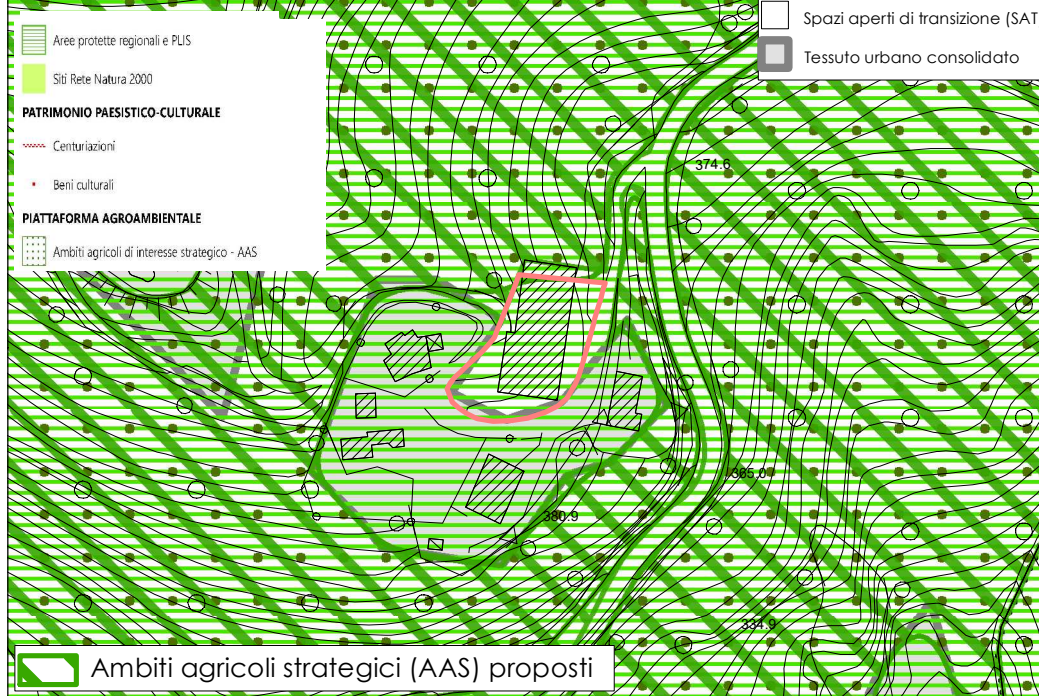 Aree protette regionali e PLIS
Siti Rete Natura 2000
PATRIMONIO PAESISTICO-CULTURALE
Centuriazioni
Beni culturali
PIATTAFORMA AGROAMBIENTALE
Ambiti agricoli di interesse strategico - AAS
Spazi aperti di transizione (SAT
Tessuto urbano consolidato
374.6
365.0
380.9
334.9
Ambiti agricoli strategici (AAS) proposti